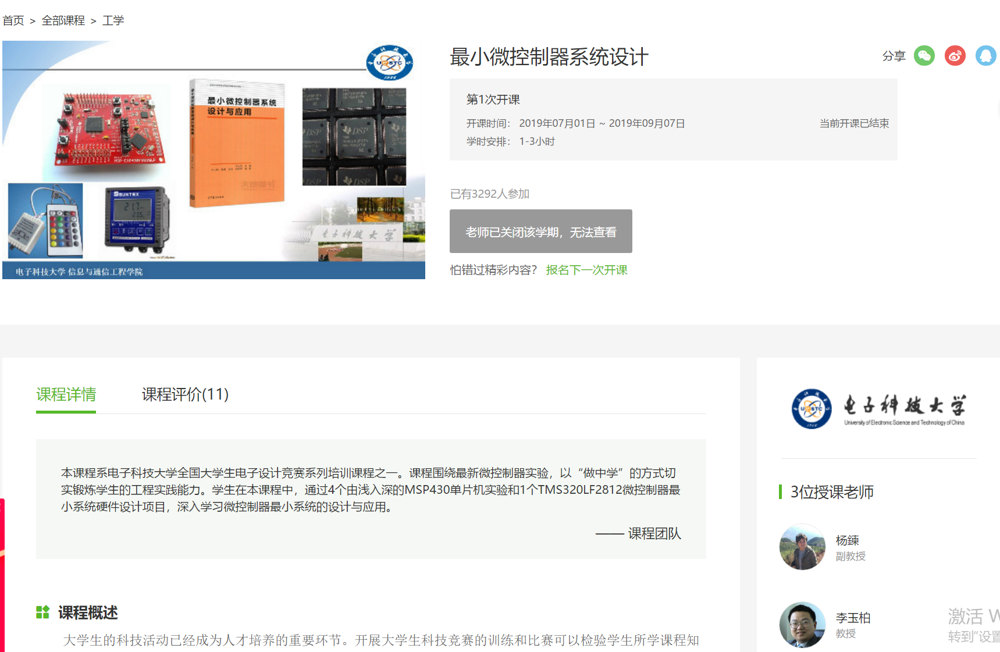 首页 > 全部课程 > 工学
最小微控制器系统
设计与应用
DSP
DSP
DSP
SUNTEX
电子科技大学
电子科技大学 信息与通信工程学院
最小微控制器系统设计
分享
第1次开课
开课时间： 2019年07月01日 ~ 2019年09月07日
当前开课已结束
学时安排： 1-3小时
已有3292人参加
老师已关闭该学期，无法查看
怕错过精彩内容？ 报名下一次开课
课程详情
课程评价(11)
本课程系电子科技大学全国大学生电子设计竞赛系列培训课程之一。课程围绕最新微控制器实验，以“做中学”的方式切
实锻炼学生的工程实践能力。学生在本课程中，通过4个由浅入深的MSP430单片机实验和1个TMS320LF2812微控制器最
小系统硬件设计项目，深入学习微控制器最小系统的设计与应用。
—— 课程团队
课程概述
大学生的科技活动已经成为人才培养的重要环节。开展大学生科技竞赛的训练和比赛可以检验学生所学课程知
电子科技大学
University of Electronic Science and Technology of China
3位授课老师
杨鍊
副教授
李玉柏
教授
激活 W
转到“设置